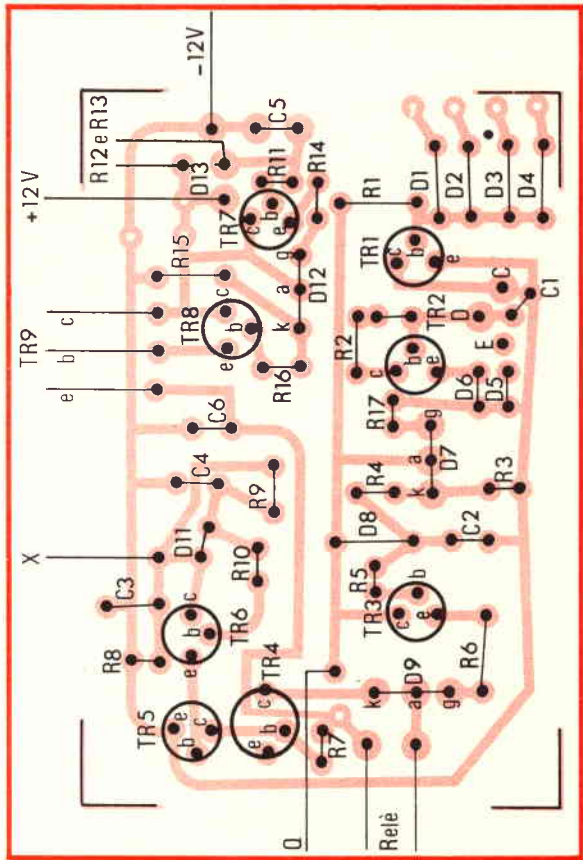 X
TR9
e
b
c
+12V
R12 e R13
-12V
C3
R8
TR5
e
b
c
TR6
e
b
c
D11
C4
C6
TR8
e
b
c
R15
D13
TR7
c
b
e
C5
R10
R9
R16
R11
R14
TR4
e
b
c
k
a
g
D12
R7
Q
D8
R2
R1
Relè
k
a
g
D9
R5
R4
R17
TR3
c
b
e
R6
k
a
g
D7
c
b
e
TR2
TR1
c
b
e
D1
C2
R3
D6
D5
D
E
C
C1
D2
D3
D4